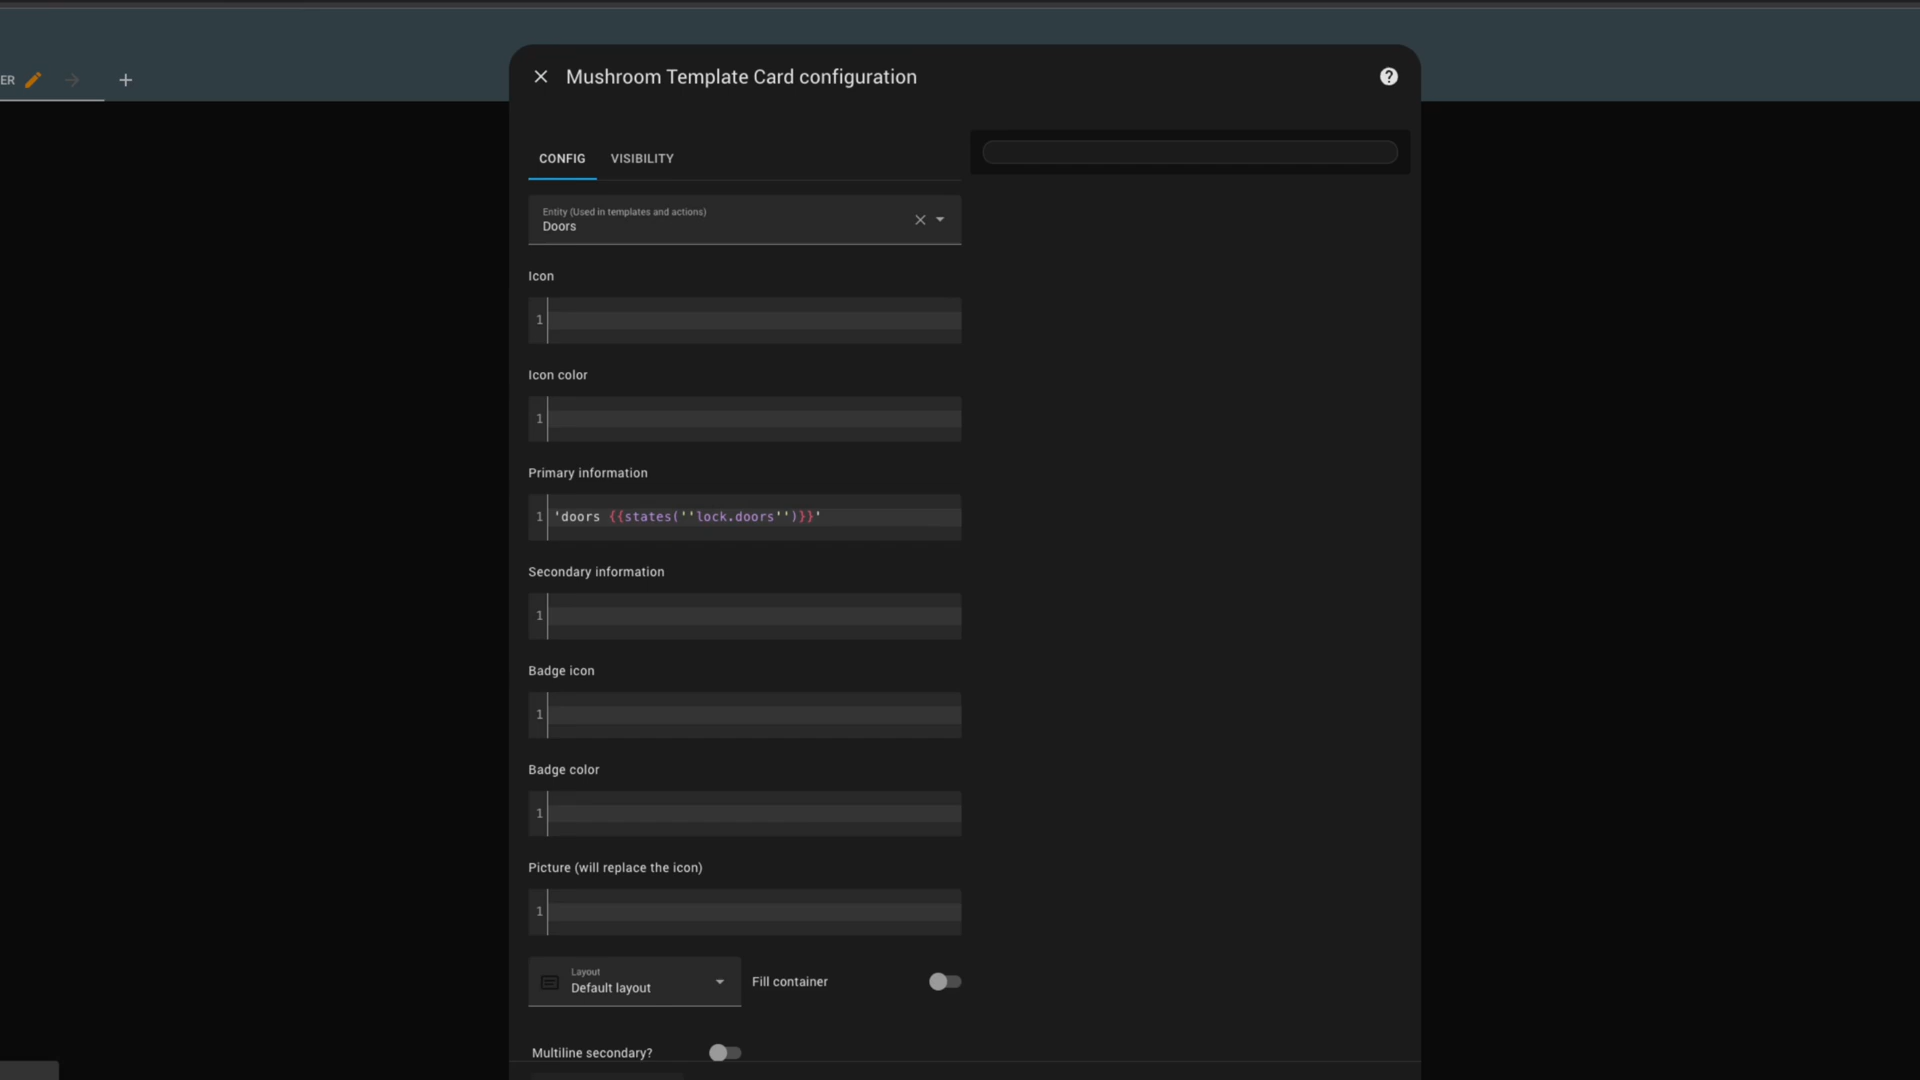 ER
Mushroom Template Card configuration
CONFIG VISIBILITY
Entity (Used in templates and actions)
Doors
Icon
1
Icon color
1
Primary information
1 'doors {{states(''lock.doors'')}}'
Secondary information
1
Badge icon
1
Badge color
1
Picture (will replace the icon)
1
Layout
Default layout
Fill container
Multiline secondary?